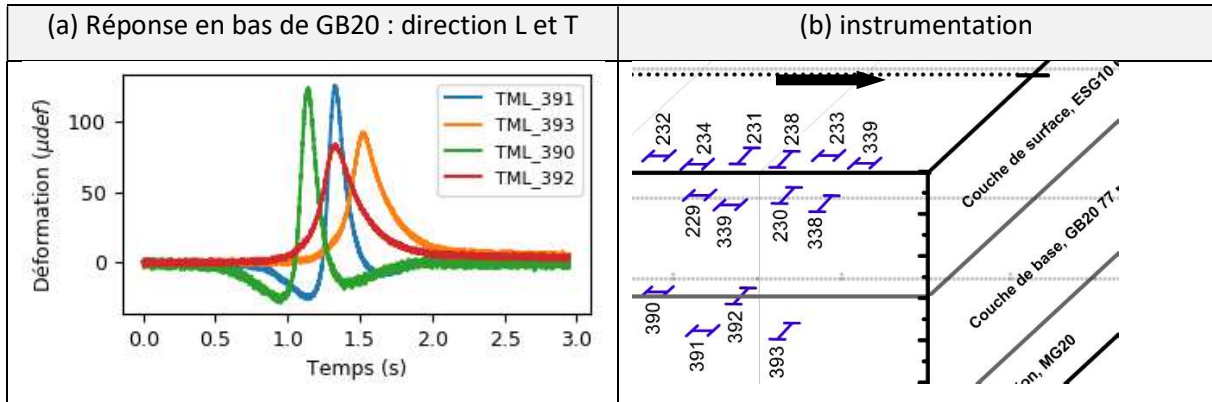 (a) Réponse en bas de GB20 : direction L et T
(b) instrumentation
Déformation (μdef)
100
50
0
TML_391
TML_393
TML_390
TML_392
0.0 0.5 1.0 1.5 2.0 2.5 3.0
Temps (s)
232
234
231
238
233
339
229
339
230
338
390
391
392
393
Couche de surface, ESG10
Couche de base, GB20 77
ion, MG20